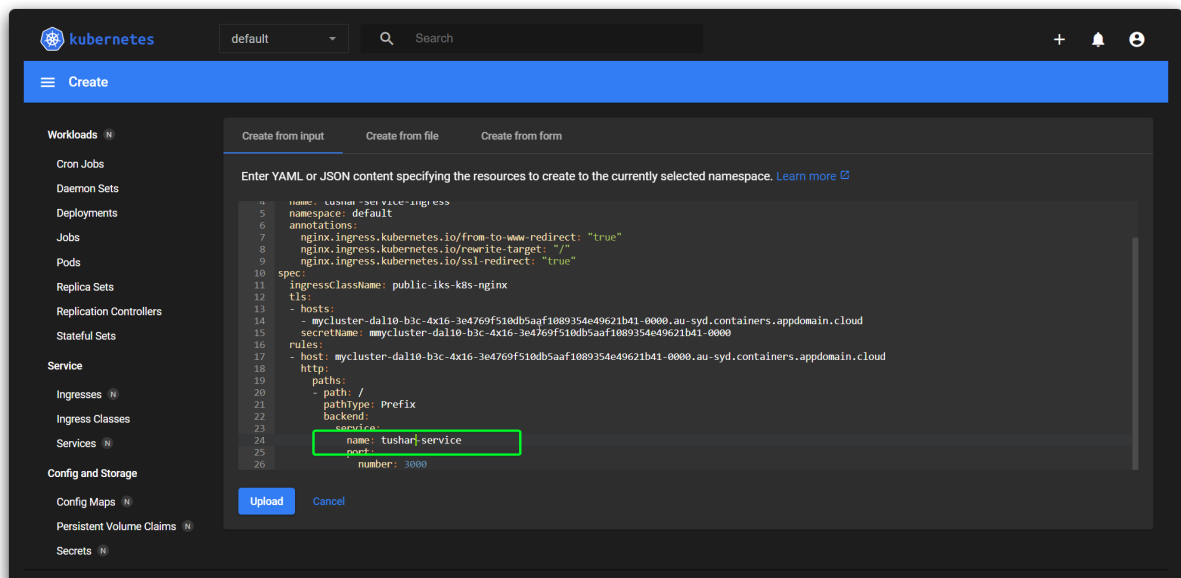 kubernetes
default
Search
Create
Workloads N
Cron Jobs
Daemon Sets
Deployments
Jobs
Pods
Replica Sets
Replication Controllers
Stateful Sets
Service
Ingresses N
Ingress Classes
Services N
Config and Storage
Config Maps N
Persistent Volume Claims N
Secrets N
Create from input Create from file Create from form
Enter YAML or JSON content specifying the resources to create to the currently selected namespace. Learn more
4 name: tushar-service-ingress
5 namespace: default
6 annotations:
7 nginx.ingress.kubernetes.io/from-to-www-redirect: "true"
8 nginx.ingress.kubernetes.io/rewrite-target: "/"
9 nginx.ingress.kubernetes.io/ssl-redirect: "true"
10 spec:
11 ingressClassName: public-iks-k8s-nginx
12 tls:
13 - hosts:
14 - mycluster-dal10-b3c-4x16-3e4769f510db5aaf1089354e49621b41-0000.au-syd.containers.appdomain.cloud
15 secretName: mmycluster-dal10-b3c-4x16-3e4769f510db5aaf1089354e49621b41-0000
16 rules:
17 - host: mycluster-dal10-b3c-4x16-3e4769f510db5aaf1089354e49621b41-0000.au-syd.containers.appdomain.cloud
18 http:
19 paths:
20 - path: /
21 pathType: Prefix
22 backend:
23 service:
24 name: tushar-service
25 port:
26 number: 3000
Upload Cancel